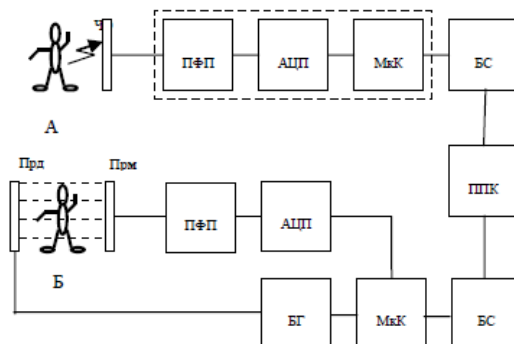 ПФП АЦП МкК БС
А
Прд Прм ППК
ПФП АЦП
Б
БГ МкК БС